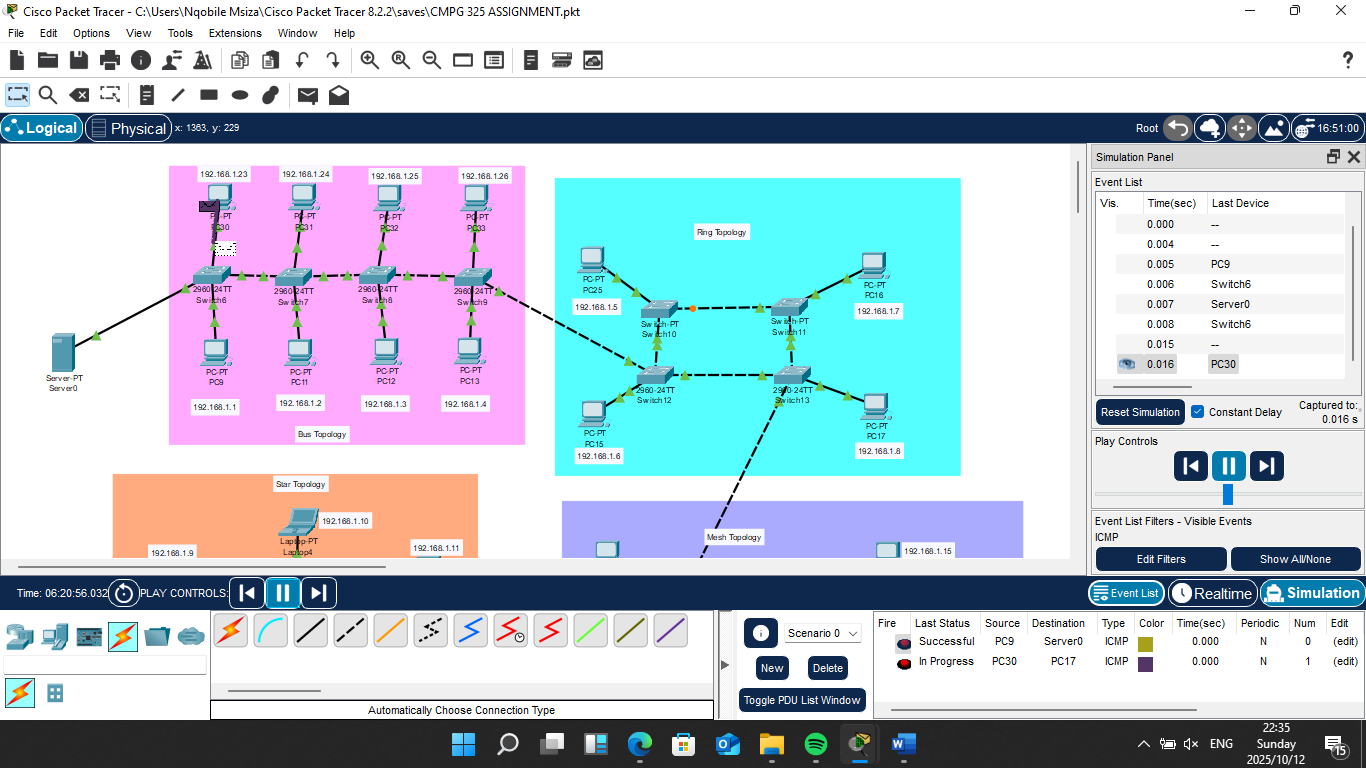 Cisco Packet Tracer - C:\Users\Nqobile Msiza\Cisco Packet Tracer 8.2.2\saves\CMPG 325 ASSIGNMENT.pkt
File Edit Options View Tools Extensions Window Help
?
Logical Physical x: 1363, y: 229 Root 16:51:00
192.168.1.23 192.168.1.24 192.168.1.25 192.168.1.26
PC-PT PC-PT PC-PT PC-PT
PC30 PC31 PC32 PC33
2960-24TT 2960-24TT 2960-24TT 2960-24TT
Switch6 Switch7 Switch8 Switch9
Server-PT
Server0
PC-PT PC-PT PC-PT PC-PT
PC9 PC11 PC12 PC13
192.168.1.1 192.168.1.2 192.168.1.3 192.168.1.4
Bus Topology
Ring Topology
PC-PT PC-PT
PC25 PC16
192.168.1.5 192.168.1.7
Switch-PT Switch-PT
Switch10 Switch11
2960-24TT 2960-24TT
Switch12 Switch13
PC-PT PC-PT
PC15 PC17
192.168.1.6 192.168.1.8
Star Topology
192.168.1.10
Laptop-PT
Laptop4
192.168.1.9 192.168.1.11
Mesh Topology
192.168.1.15
Simulation Panel
Event List
Vis. Time(sec) Last Device
0.000 --
0.004 --
0.005 PC9
0.006 Switch6
0.007 Server0
0.008 Switch6
0.015 --
0.016 PC30
Reset Simulation Constant Delay Captured to:
0.016 s
Play Controls
Event List Filters - Visible Events
ICMP
Edit Filters Show All/None
Time: 06:20:56.032 PLAY CONTROLS: Event List Realtime Simulation
Automatically Choose Connection Type
Scenario 0
New Delete
Toggle PDU List Window
Fire Last Status Source Destination Type Color Time(sec) Periodic Num Edit
Successful PC9 Server0 ICMP 0.000 N 0 (edit)
In Progress PC30 PC17 ICMP 0.000 N 1 (edit)
ENG
22:35
Sunday
2025/10/12
15